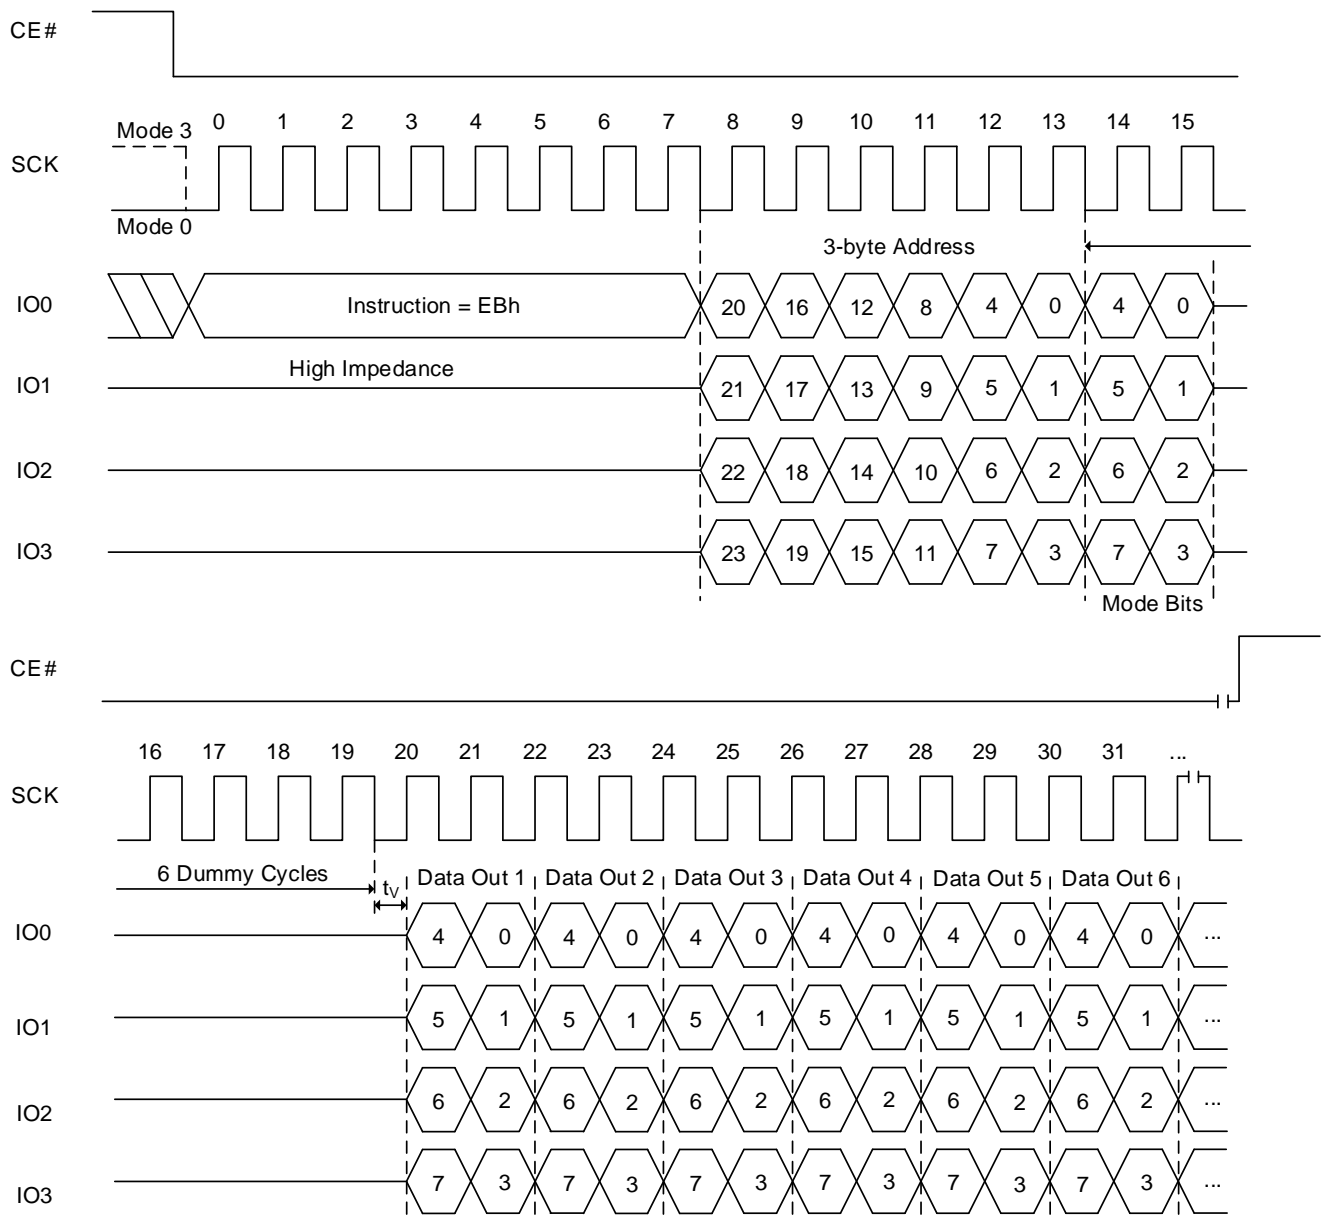 CE#
Mode 3 0 1 2 3 4 5 6 7 8 9 10 11 12 13 14 15
SCK
Mode 0
3-byte Address
IO0 Instruction = EBh 20 16 12 8 4 0 4 0
High Impedance
IO1 21 17 13 9 5 1 5 1
IO2 22 18 14 10 6 2 6 2
IO3 23 19 15 11 7 3 7 3
Mode Bits
CE#
16 17 18 19 20 21 22 23 24 25 26 27 28 29 30 31 ...
SCK
6 Dummy Cycles tV Data Out 1 Data Out 2 Data Out 3 Data Out 4 Data Out 5 Data Out 6
IO0 4 0 4 0 4 0 4 0 4 0 4 0 ...
IO1 5 1 5 1 5 1 5 1 5 1 5 1 ...
IO2 6 2 6 2 6 2 6 2 6 2 6 2 ...
IO3 7 3 7 3 7 3 7 3 7 3 7 3 ...